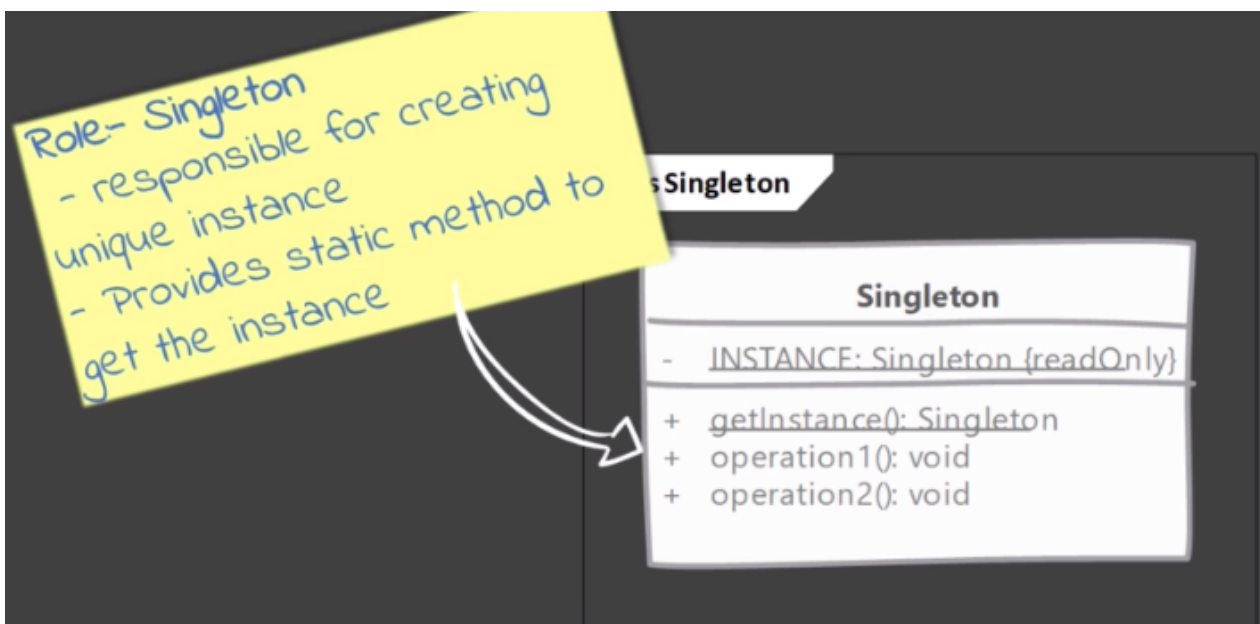 Role:- Singleton
- responsible for creating
unique instance
- Provides static method to
get the instance
s Singleton
Singleton
- INSTANCE: Singleton {readOnly}
+ getInstance(): Singleton
+ operation1(): void
+ operation2(): void